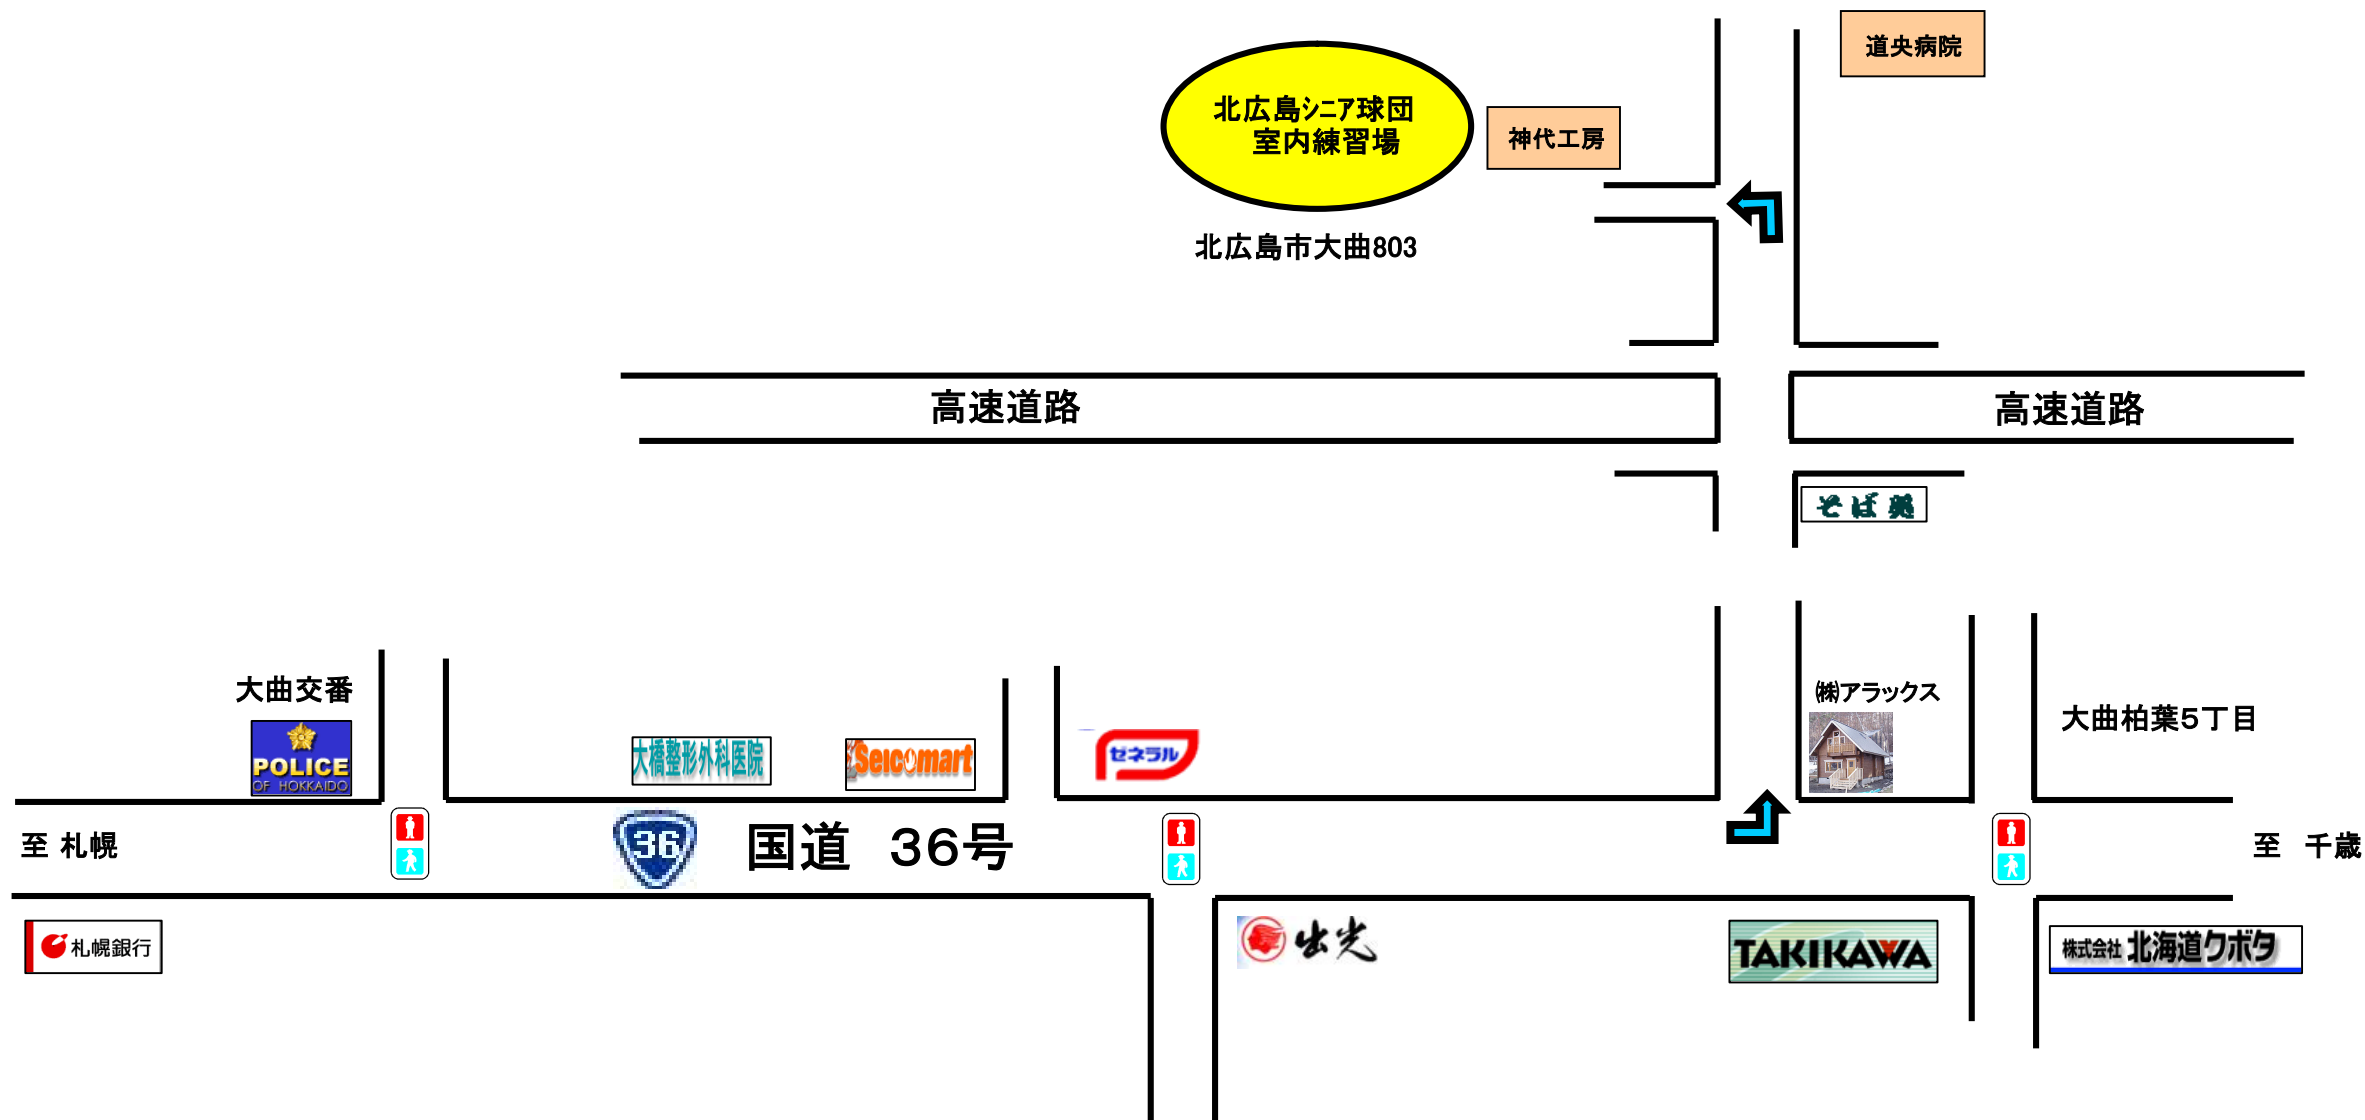 道央病院
北広島ｼﾆｱ球団
室内練習場
神代工房
北広島市大曲803
高速道路
高速道路
そば処
大曲交番
㈱アラックス
大曲柏葉５丁目
POLICE
OF HOKKAIDO
大橋整形外科医院
Seicomart
ゼネラル
至 札幌
36
国道　３６号
至　千歳
札幌銀行
出光
TAKIKAWA
株式会社 北海道クボタ